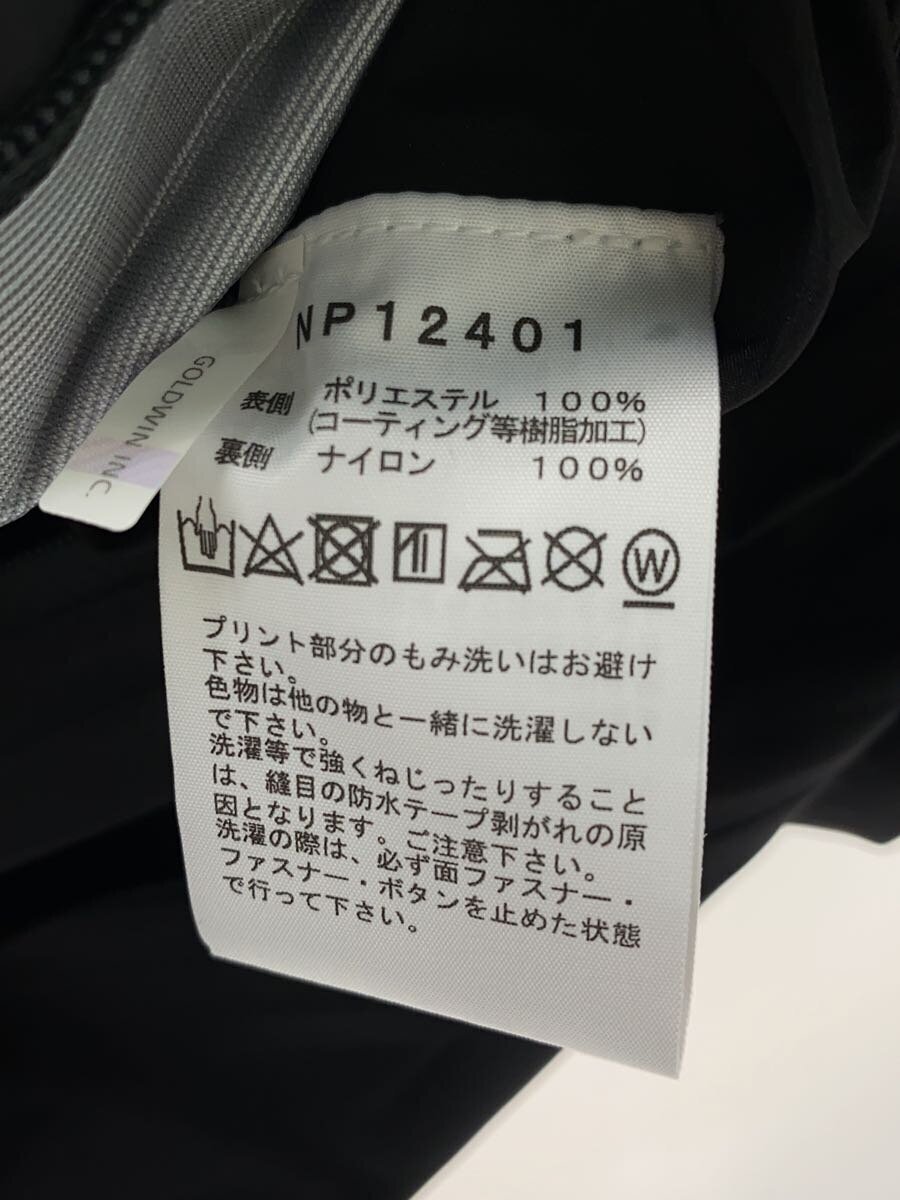 NP12401
表側 ポリエステル 100%
(コーティング等樹脂加工)
裏側 ナイロン 100%
W
プリント部分のもみ洗いはお避け
下さい。
色物は他の物と一緒に洗濯しない
で下さい。
洗濯等で強くねじったりすること
は、縫目の防水テープ剥がれの原
因となります。ご注意下さい。
洗濯の際は、必ず面ファスナー・
ファスナー・ボタンを止めた状態
で行って下さい。
GOLDWIN INC.